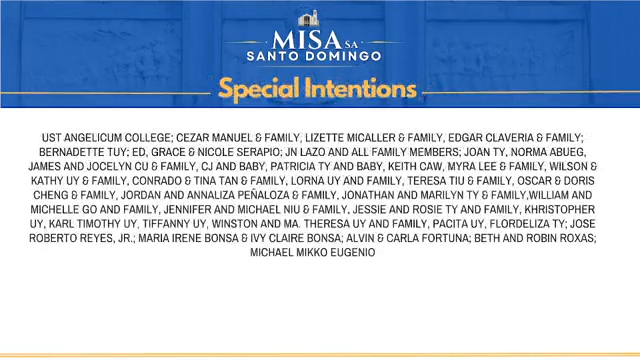 MISA SA
SANTO DOMINGO
Special Intentions
UST ANGELICUM COLLEGE; CEZAR MANUEL & FAMILY, LIZETTE MICALLER & FAMILY, EDGAR CLAVERIA & FAMILY;
BERNADETTE TUY; ED, GRACE & NICOLE SERAPIO; JN LAZO AND ALL FAMILY MEMBERS; JOAN TY, NORMA ABUEG,
JAMES AND JOCELYN CU & FAMILY, CJ AND BABY, PATRICIA TY AND BABY, KEITH CAW, MYRA LEE & FAMILY, WILSON &
KATHY UY & FAMILY, CONRADO & TINA TAN & FAMILY, LORNA UY AND FAMILY, TERESA TIU & FAMILY, OSCAR & DORIS
CHENG & FAMILY, JORDAN AND ANNALIZA PEÑALOZA & FAMILY, JONATHAN AND MARILYN TY & FAMILY,WILLIAM AND
MICHELLE GO AND FAMILY, JENNIFER AND MICHAEL NIU & FAMILY, JESSIE AND ROSIE TY AND FAMILY, KHRISTOPHER
UY, KARL TIMOTHY UY, TIFFANNY UY, WINSTON AND MA. THERESA UY AND FAMILY, PACITA UY, FLORDELIZA TY; JOSE
ROBERTO REYES, JR.; MARIA IRENE BONSA & IVY CLAIRE BONSA; ALVIN & CARLA FORTUNA; BETH AND ROBIN ROXAS;
MICHAEL MIKKO EUGENIO